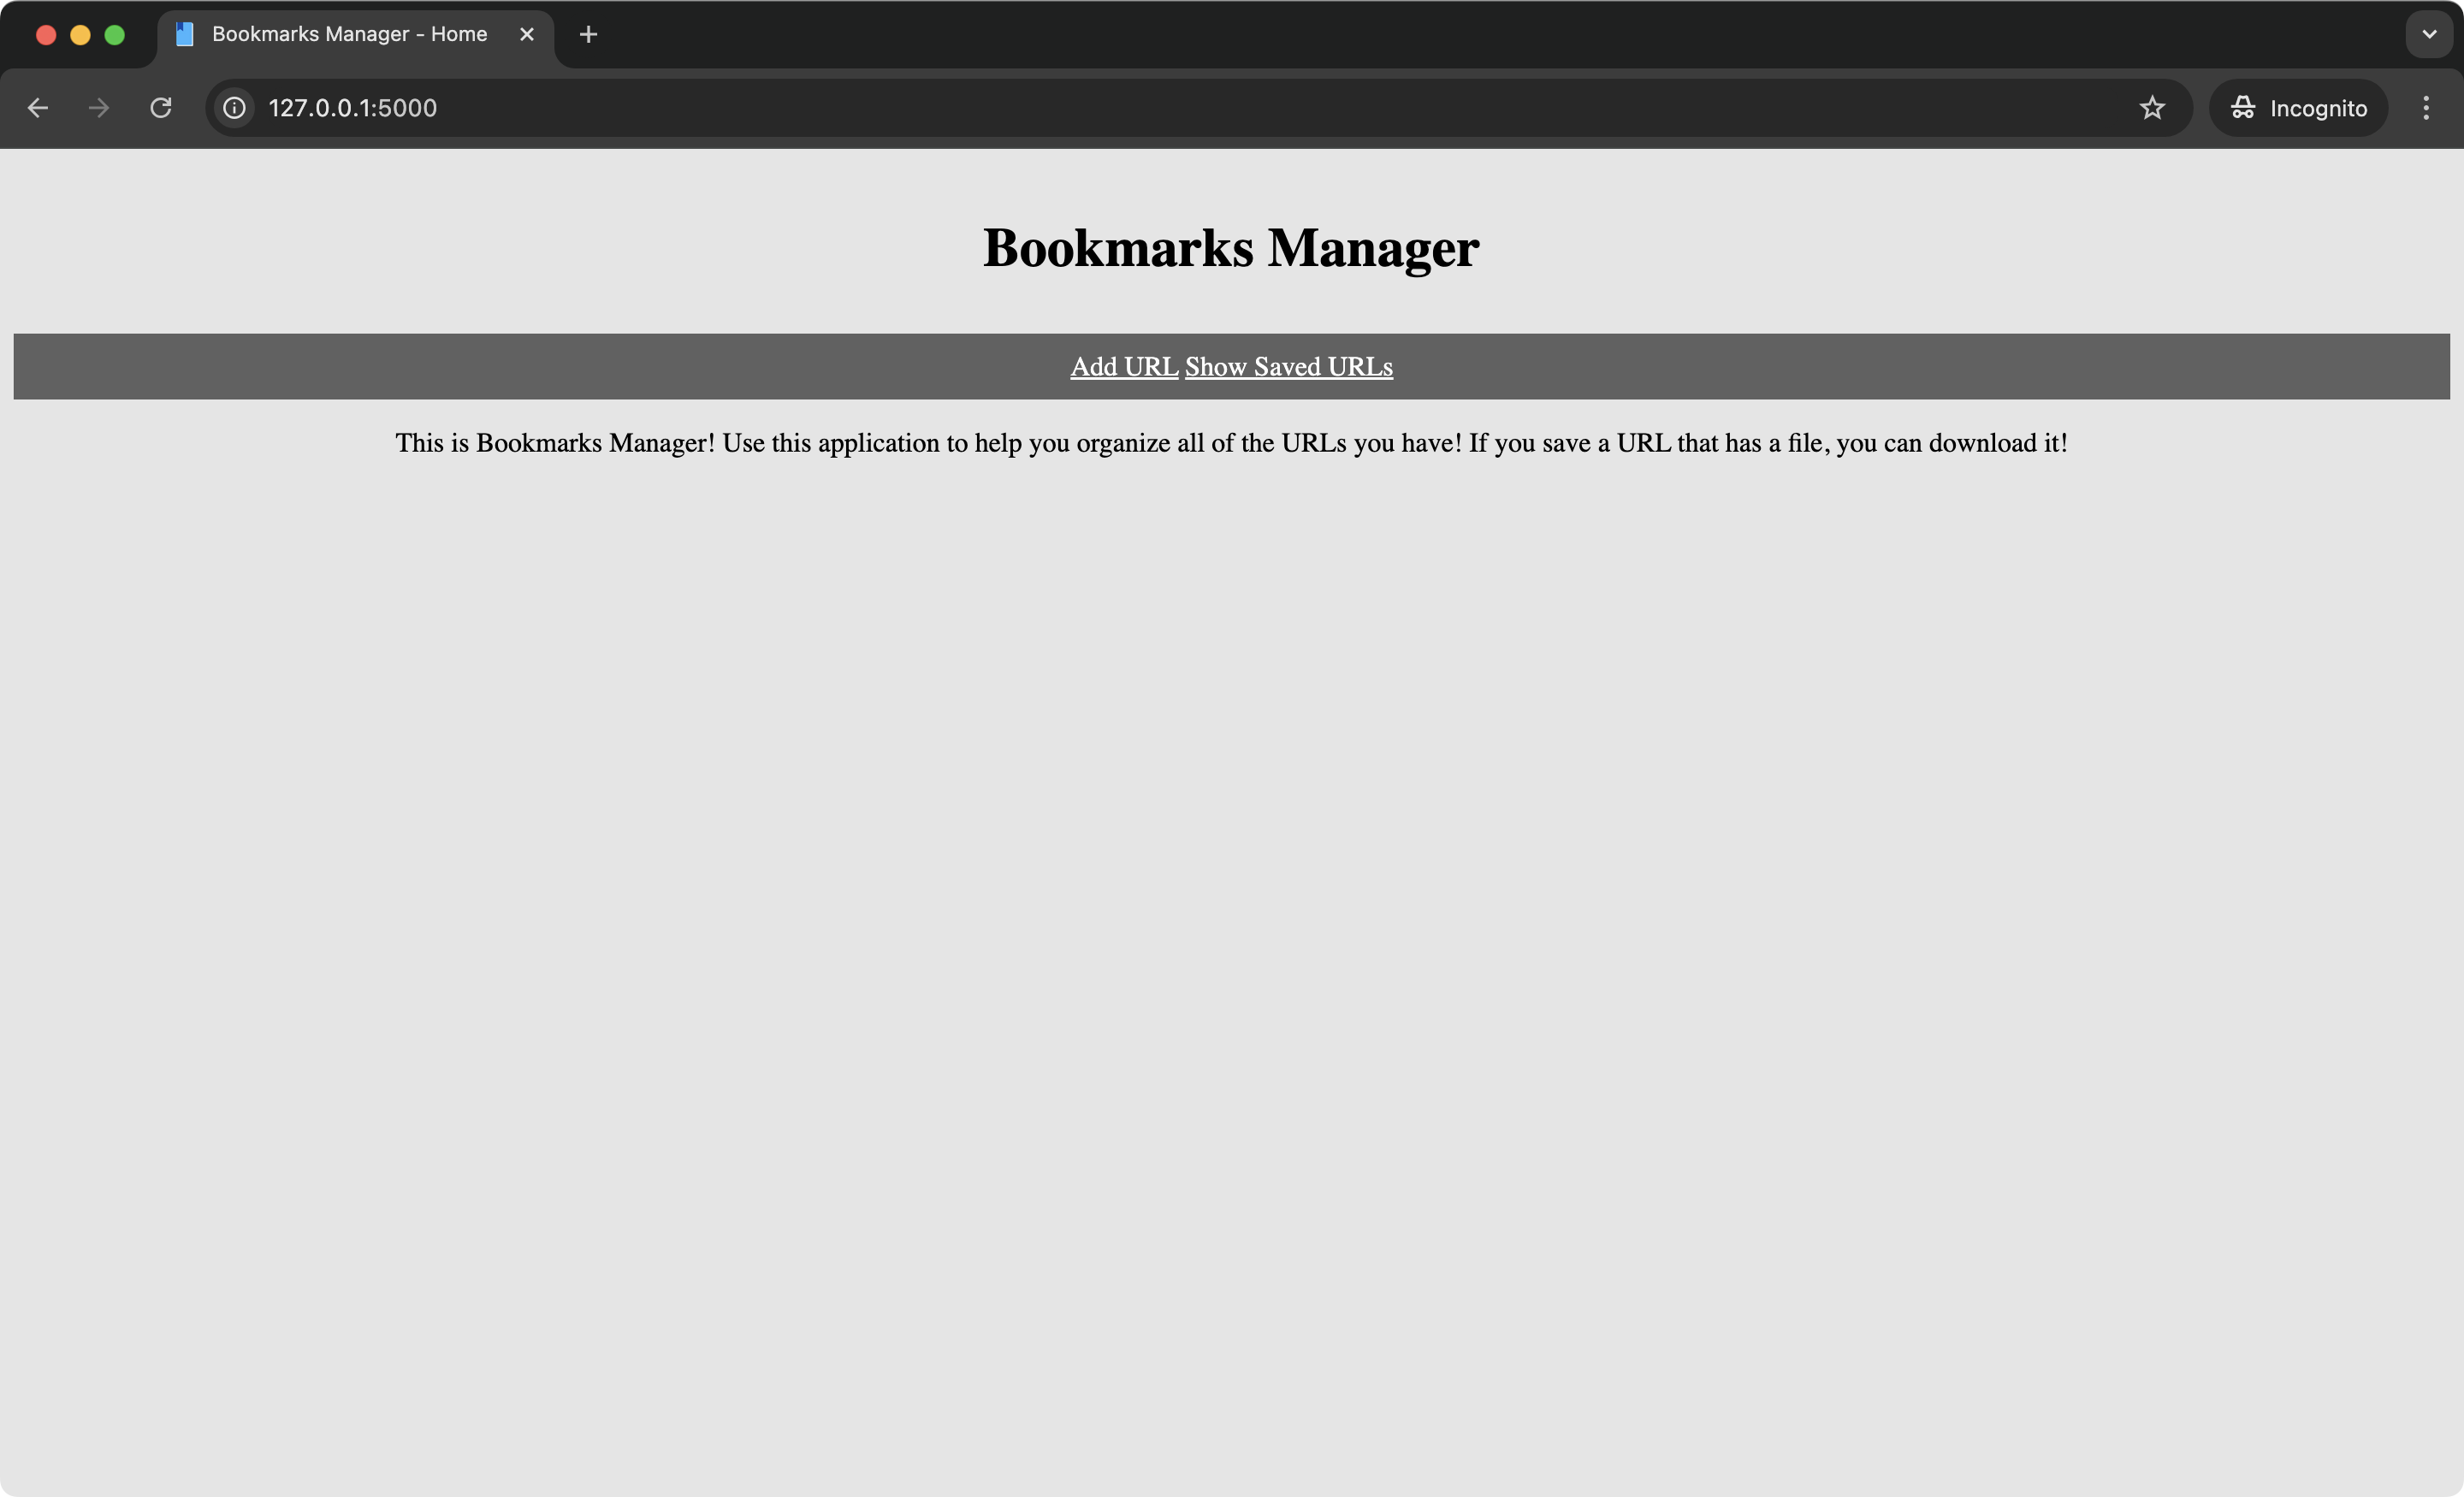 Bookmarks Manager - Home
127.0.0.1:5000
Incognito
Bookmarks Manager
Add URL Show Saved URLs
This is Bookmarks Manager! Use this application to help you organize all of the URLs you have! If you save a URL that has a file, you can download it!